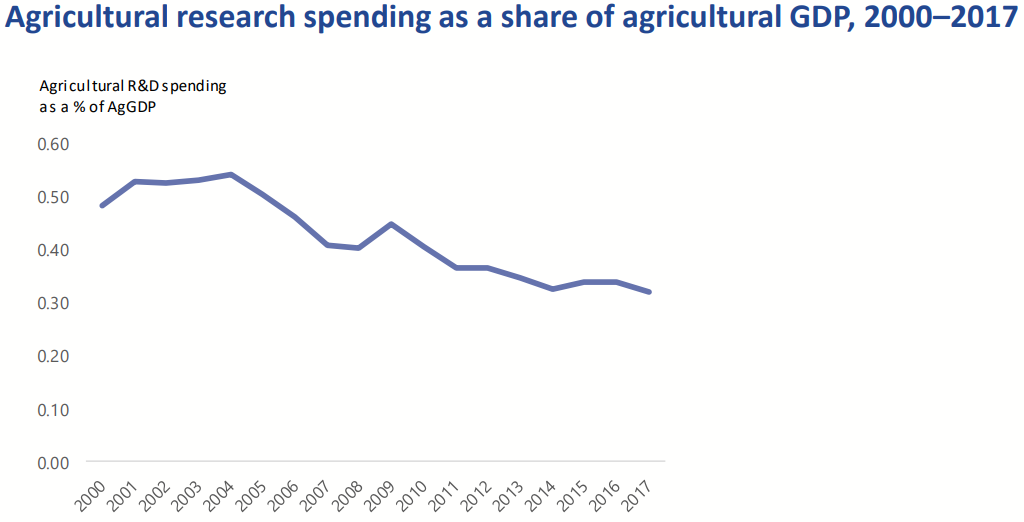 Agricultural research spending as a share of agricultural GDP, 2000–2017
Agricultural R&D spending
as a % of AgGDP
0.60
0.50
0.40
0.30
0.20
0.10
0.00
2000 2001 2002 2003 2004 2005 2006 2007 2008 2009 2010 2011 2012 2013 2014 2015 2016 2017